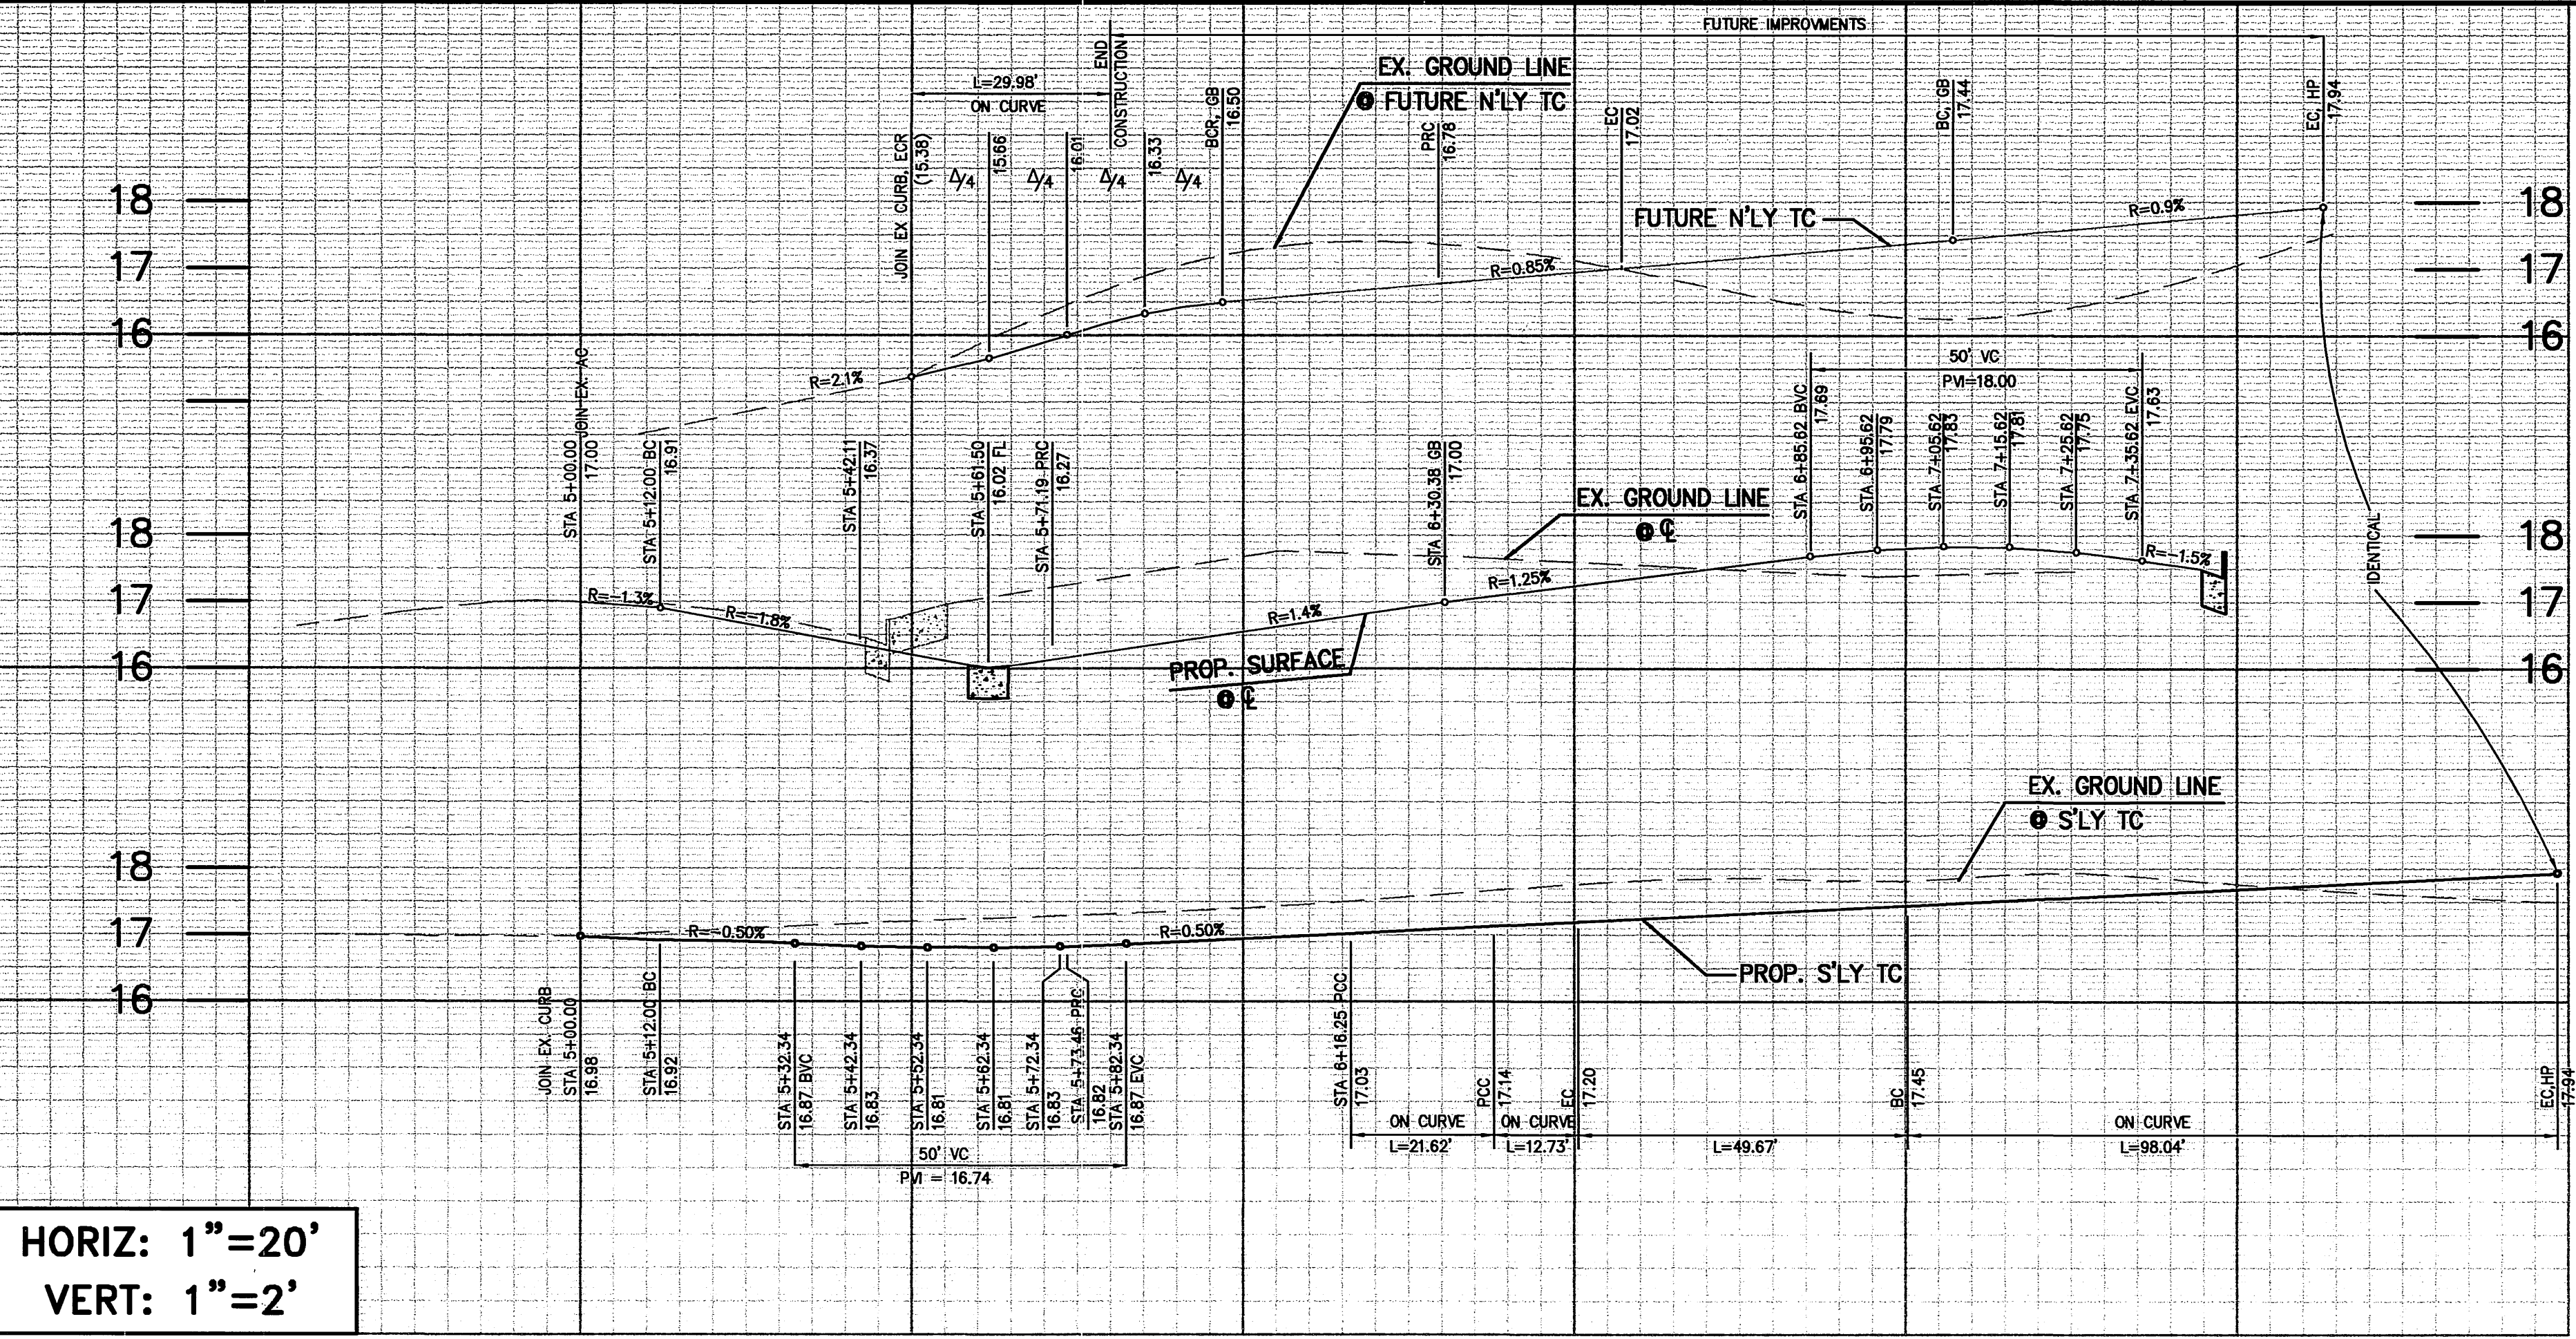 FUTURE IMPROVMENTS
L=29.98'
ON CURVE
END
CONSTRUCTION
EX. GROUND LINE
@ FUTURE N'LY TC
JOIN EX CURB, ECR
(15.38)
Δ/4
15.66
Δ/4
16.01
Δ/4
16.33
Δ/4
BCR, GB
16.50
PRC
16.78
EC
17.02
BC, GB
17.44
EC, HP
17.94
18
17
16
18
17
16
R=2.1%
R=0.85%
FUTURE N'LY TC
R=0.9%
STA 5+00.00
JOIN EX. AC
17.00
STA 5+12.00 BC
16.91
STA 5+42.11
16.37
STA 5+61.50
16.02 FL
STA 5+71.19 PRC
16.27
STA 6+30.38 GB
17.00
50' VC
PVI=18.00
STA 6+85.62 BVC
17.69
STA 6+95.62
17.79
STA 7+05.62
17.83
STA 7+15.62
17.81
STA 7+25.62
17.75
STA 7+35.62 EVC
17.63
EX. GROUND LINE
@ ℄
18
17
16
18
17
16
R=-1.3%
R=-1.8%
R=1.4%
R=1.25%
R=-1.5%
IDENTICAL
PROP. SURFACE
@ ℄
EX. GROUND LINE
@ S'LY TC
18
17
16
R=-0.50%
R=0.50%
PROP. S'LY TC
JOIN EX. CURB
STA 5+00.00
16.98
STA 5+12.00 BC
16.92
STA 5+32.34
16.87 BVC
STA 5+42.34
16.83
STA 5+52.34
16.81
STA 5+62.34
16.81
STA 5+72.34
16.83
STA 5+73.46 PRC
16.82
STA 5+82.34
16.87 EVC
STA 6+16.25 PCC
17.03
PCC
17.14
EC
17.20
BC
17.45
EC,HP
17.94
ON CURVE
L=21.62'
ON CURVE
L=12.73'
L=49.67'
ON CURVE
L=98.04'
50' VC
PVI = 16.74
HORIZ: 1"=20'
VERT: 1"=2'